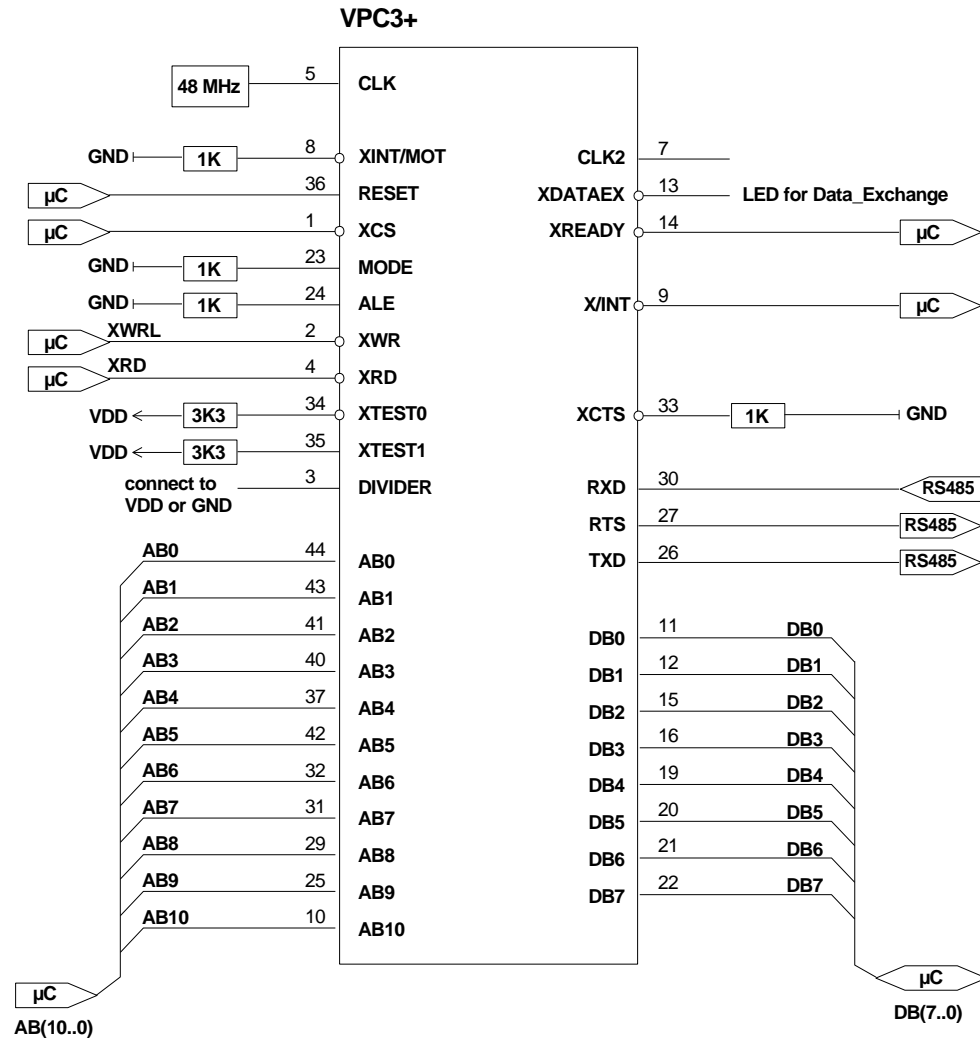 VPC3+
48 MHz 5 CLK
GND 1K 8 XINT/MOT CLK2 7
µC 36 RESET XDATAEX 13 LED for Data_Exchange
µC 1 XCS XREADY 14 µC
GND 1K 23 MODE
GND 1K 24 ALE X/INT 9 µC
µC XWRL 2 XWR
µC XRD 4 XRD
VDD 3K3 34 XTEST0 XCTS 33 1K GND
VDD 3K3 35 XTEST1
connect to 3 DIVIDER RXD 30 RS485
VDD or GND
RTS 27 RS485
AB0 44 AB0 TXD 26 RS485
AB1 43 AB1
AB2 41 AB2 DB0 11 DB0
AB3 40 AB3 DB1 12 DB1
AB4 37 AB4 DB2 15 DB2
AB5 42 AB5 DB3 16 DB3
AB6 32 AB6 DB4 19 DB4
AB7 31 AB7 DB5 20 DB5
AB8 29 AB8 DB6 21 DB6
AB9 25 AB9 DB7 22 DB7
AB10 10 AB10
µC µC
AB(10..0) DB(7..0)